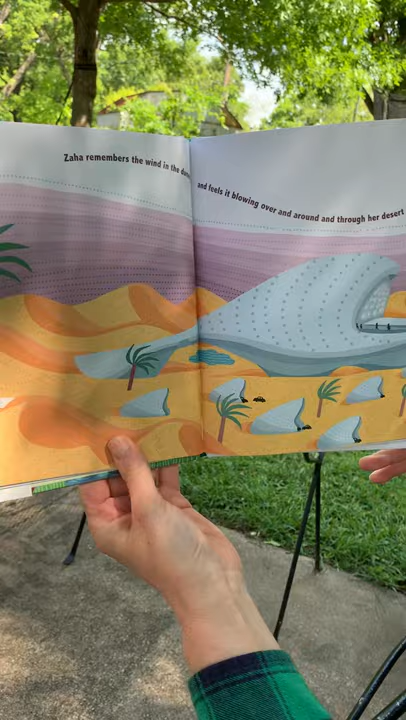 Zaha remembers the wind in the
and feels it blowing over and around and through her desert